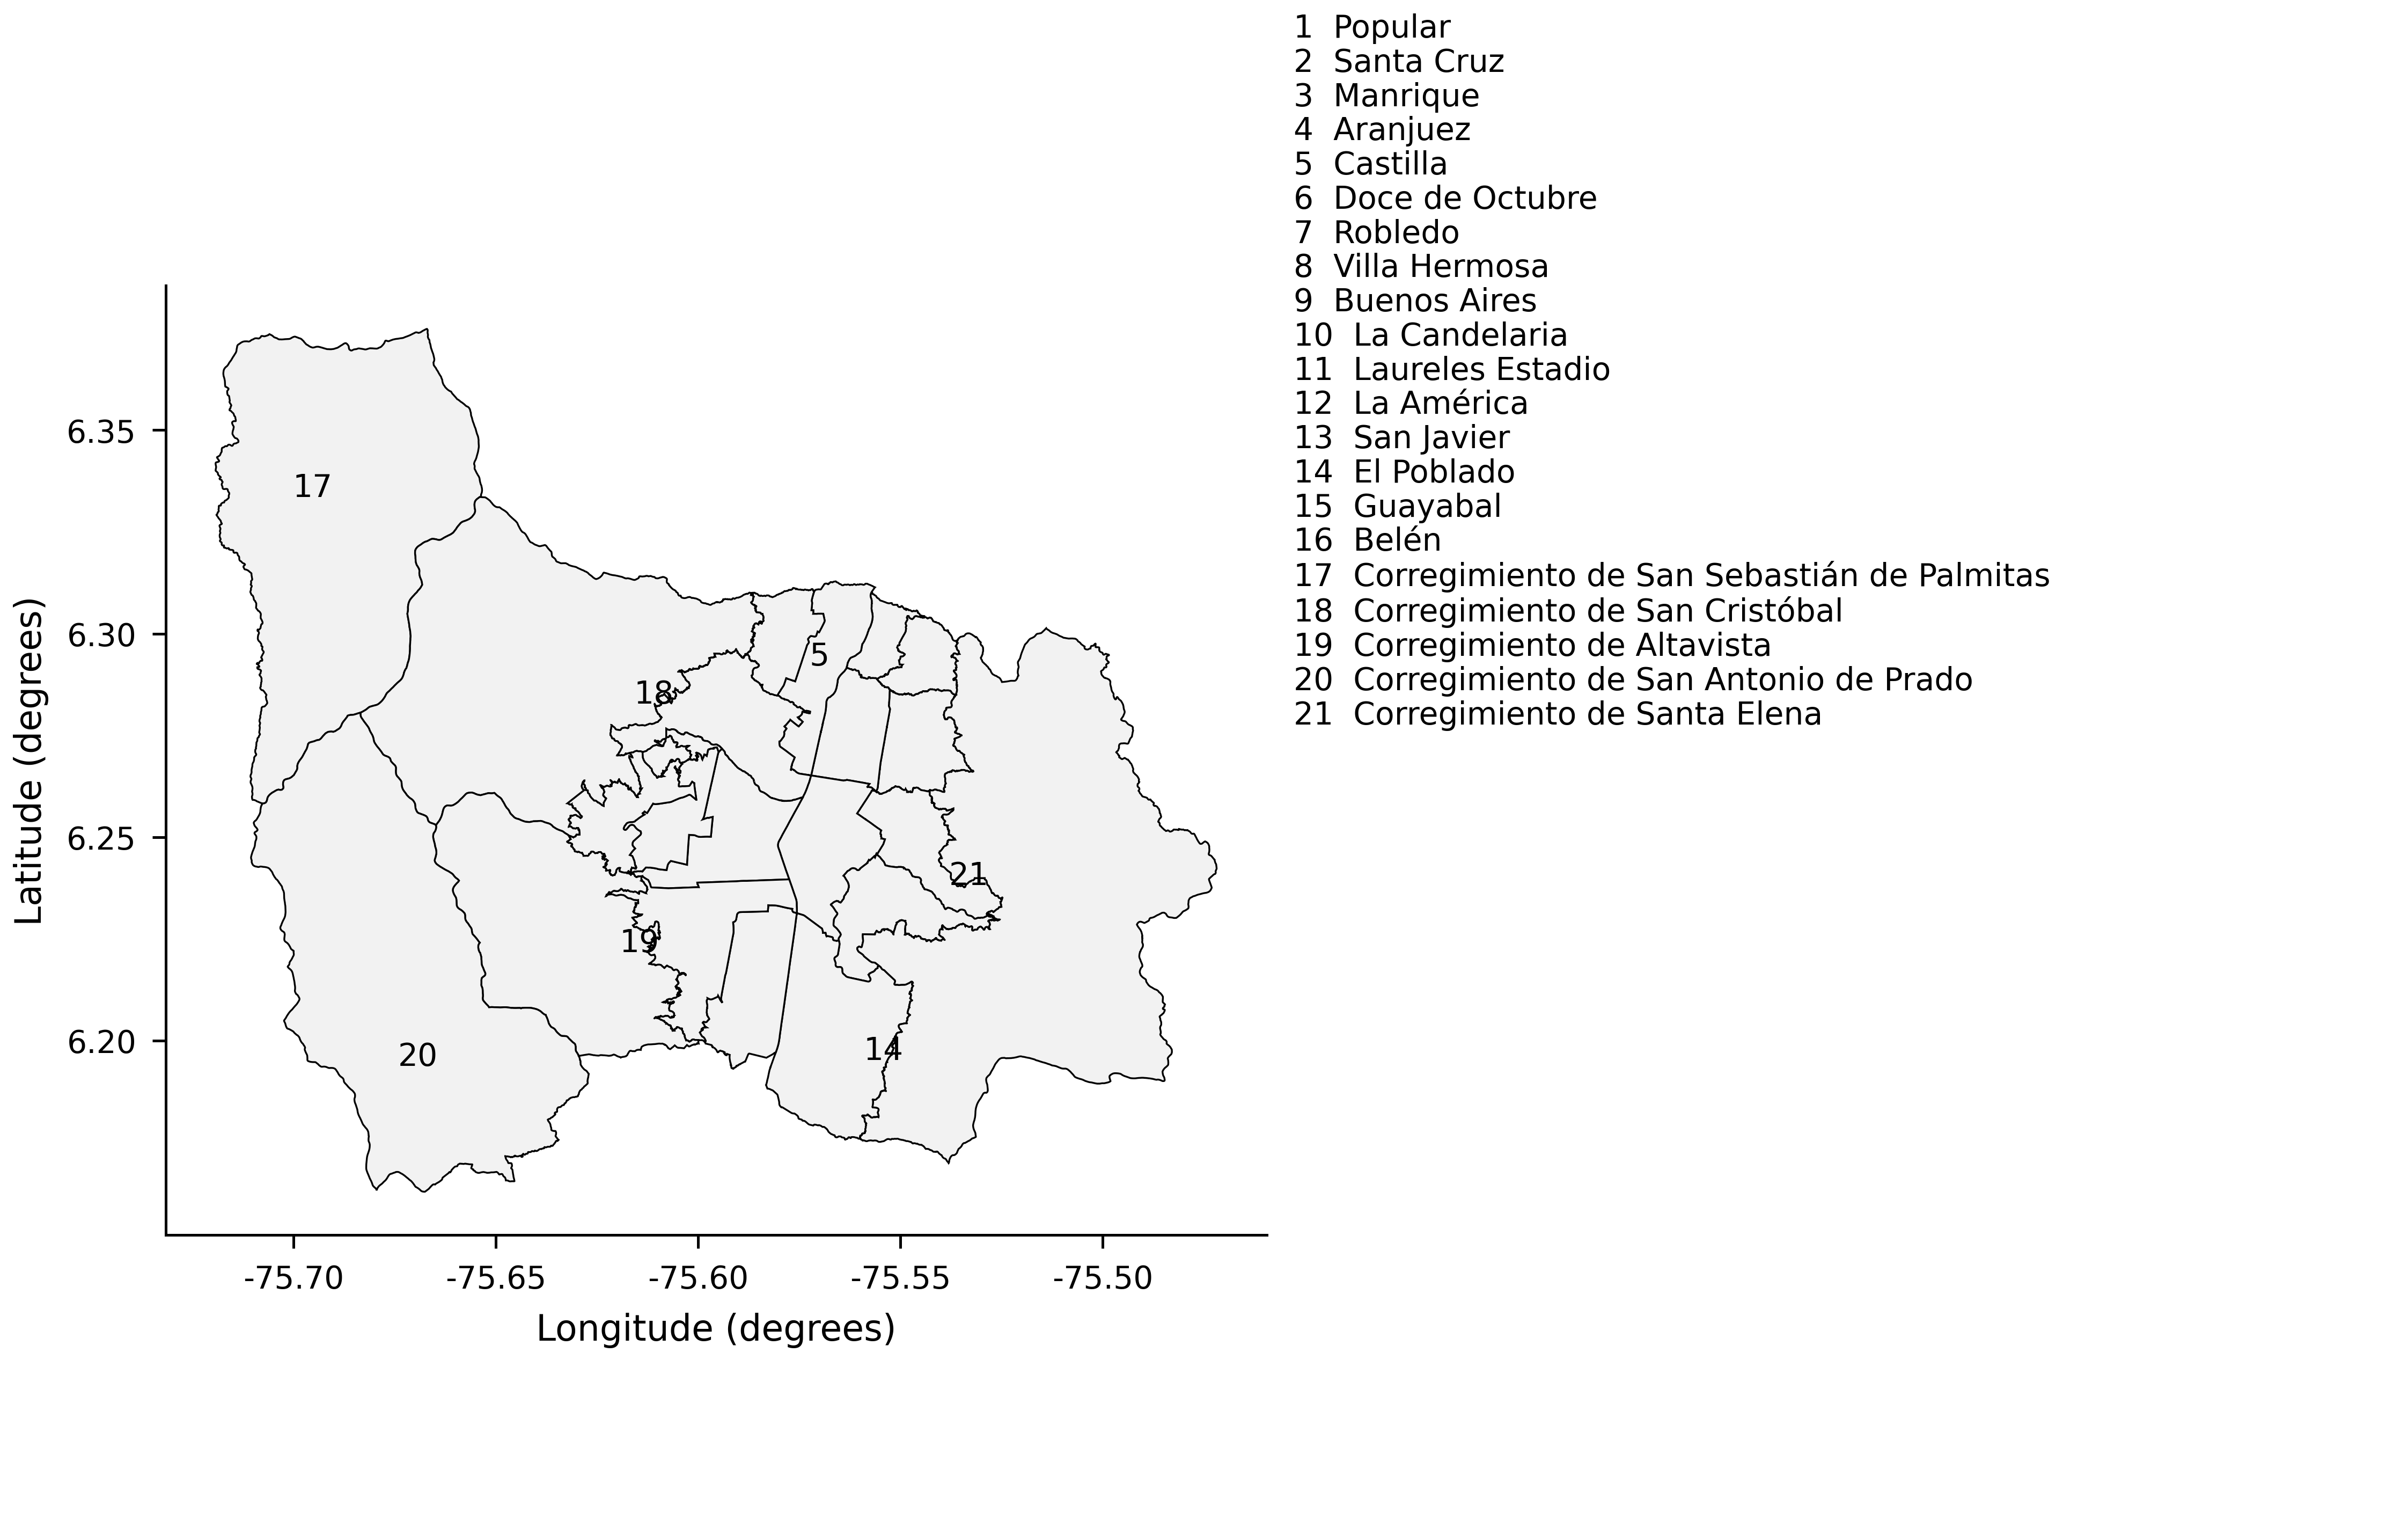 1 Popular
2 Santa Cruz
3 Manrique
4 Aranjuez
5 Castilla
6 Doce de Octubre
7 Robledo
8 Villa Hermosa
9 Buenos Aires
10 La Candelaria
11 Laureles Estadio
12 La América
13 San Javier
14 El Poblado
15 Guayabal
16 Belén
17 Corregimiento de San Sebastián de Palmitas
18 Corregimiento de San Cristóbal
19 Corregimiento de Altavista
20 Corregimiento de San Antonio de Prado
21 Corregimiento de Santa Elena
Latitude (degrees)
6.35
6.30
6.25
6.20
17
5
18
21
19
14
20
-75.70 -75.65 -75.60 -75.55 -75.50
Longitude (degrees)